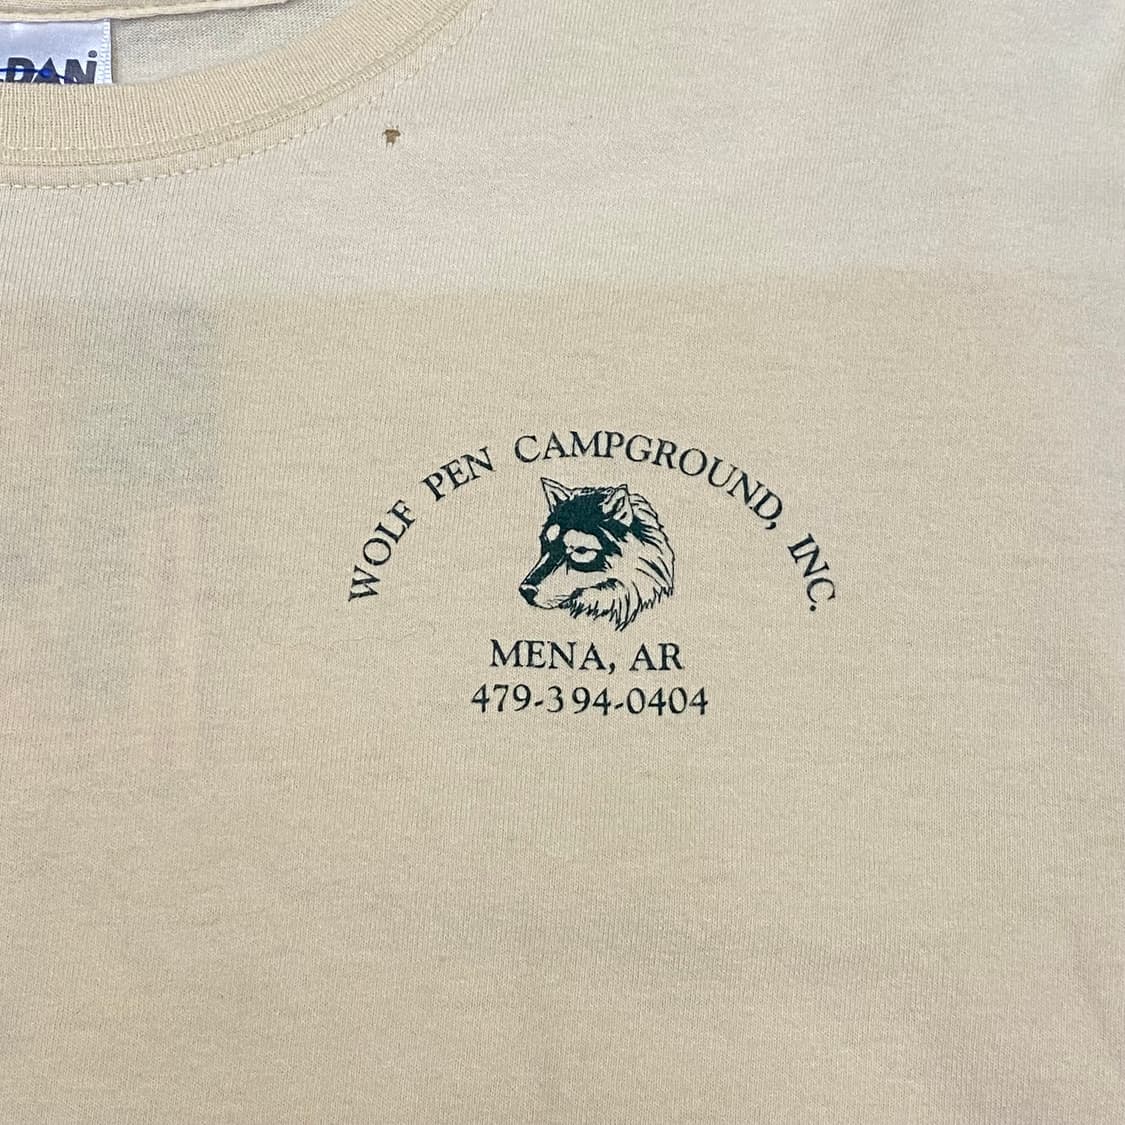 WOLF PEN CAMPGROUND, INC.
MENA, AR
479-394-0404